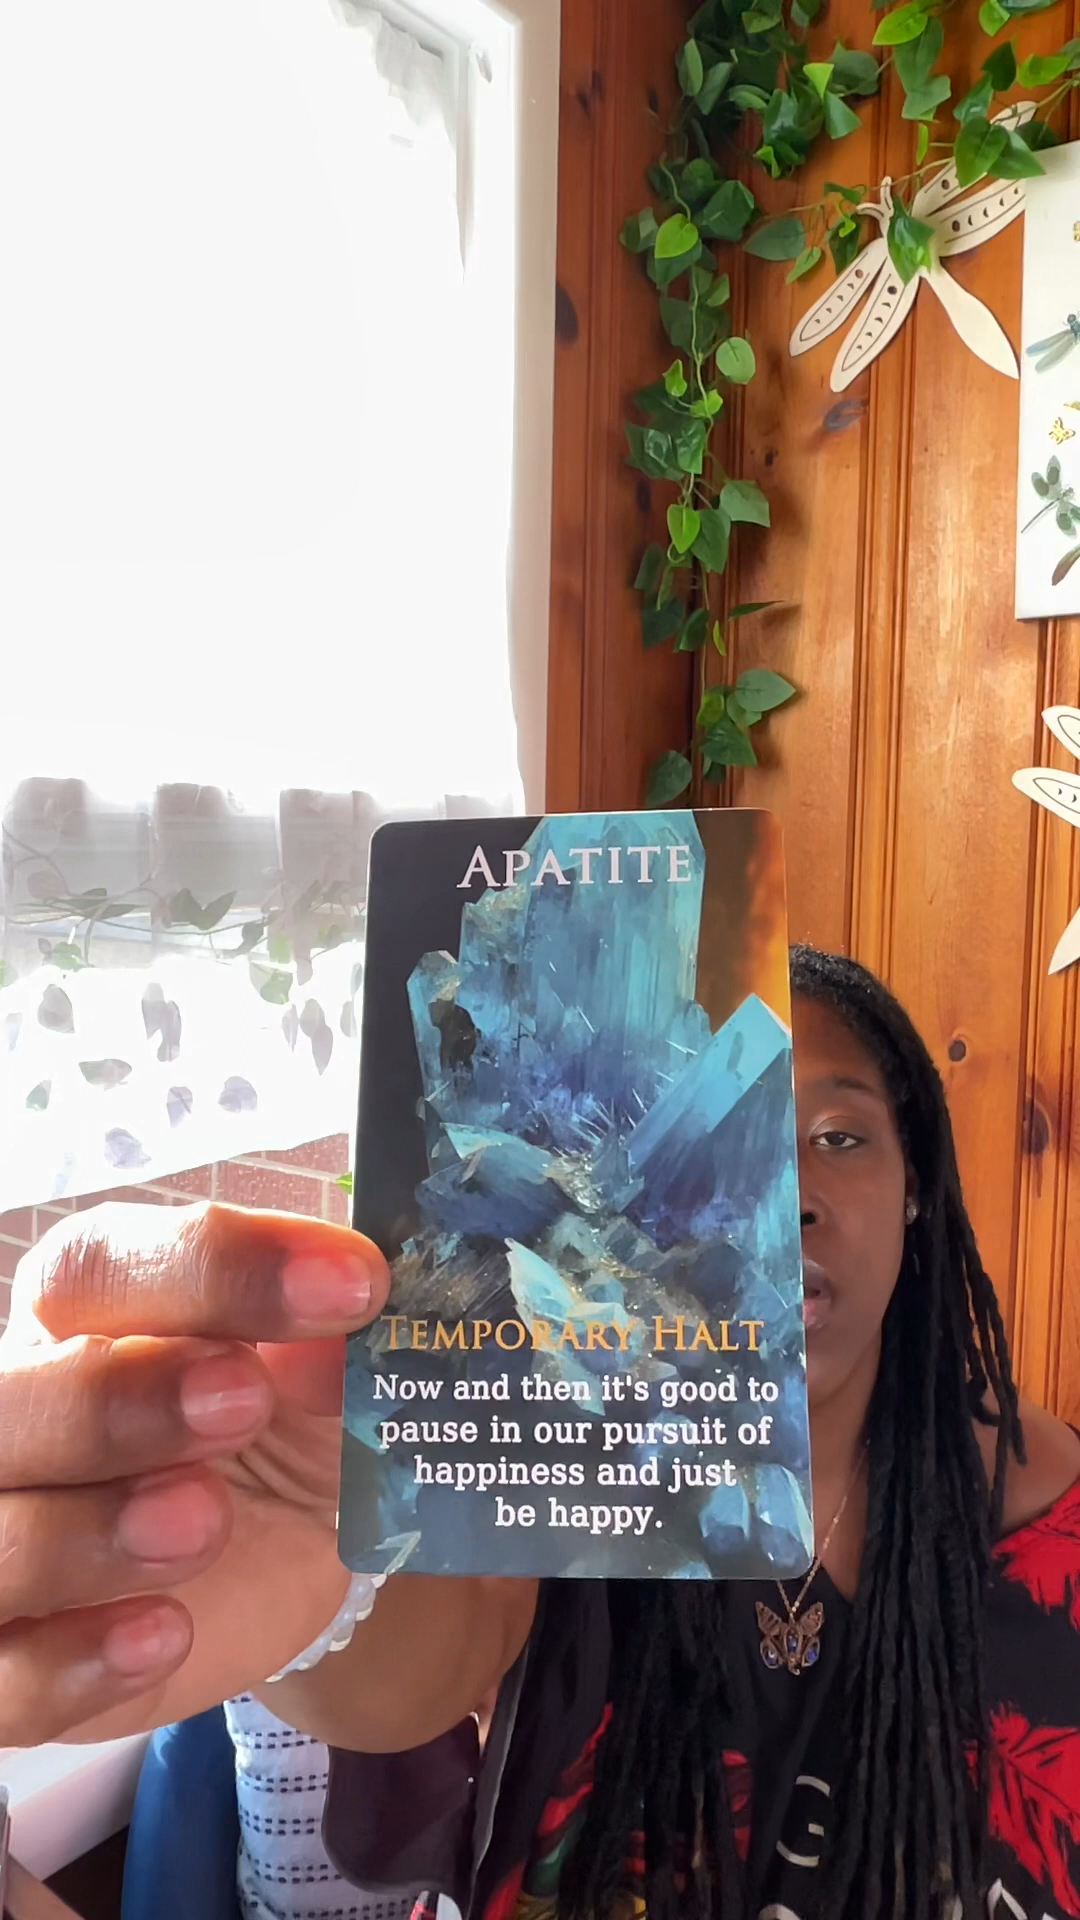 APATITE
TEMPORARY HALT
Now and then it's good to
pause in our pursuit of
happiness and just
be happy.